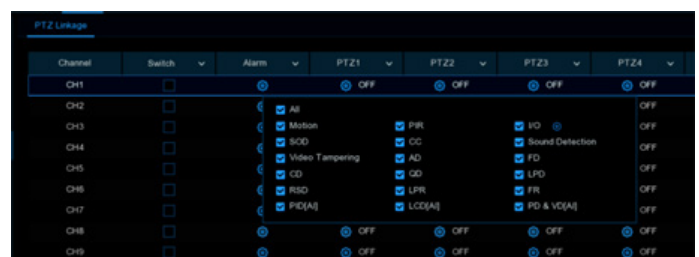 PTZ Linkage
Channel Switch Alarm PTZ1 PTZ2 PTZ3 PTZ4
CH1 OFF OFF OFF OFF
CH2 All OFF
CH3 Motion PIR I/O OFF
CH4 SOD CC Sound Detection OFF
CH5 Video Tampering AD FD OFF
CD QD LPD
CH6 RSD LPR FR OFF
CH7 PID[AI] LCD[AI] PD & VD[AI] OFF
CH8 OFF OFF OFF OFF
CH9 OFF OFF OFF OFF